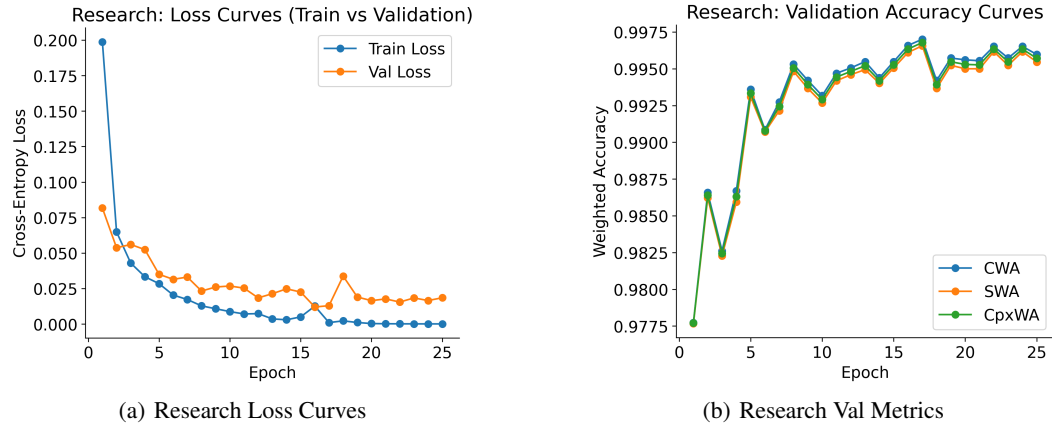 Research: Loss Curves (Train vs Validation)
0.200
0.175
0.150
0.125
0.100
0.075
0.050
0.025
0.000
Cross-Entropy Loss
Train Loss
Val Loss
0
5
10
15
20
25
Epoch
(a) Research Loss Curves
Research: Validation Accuracy Curves
0.9975
0.9950
0.9925
0.9900
0.9875
0.9850
0.9825
0.9800
0.9775
Weighted Accuracy
CWA
SWA
CpxWA
0
5
10
15
20
25
Epoch
(b) Research Val Metrics